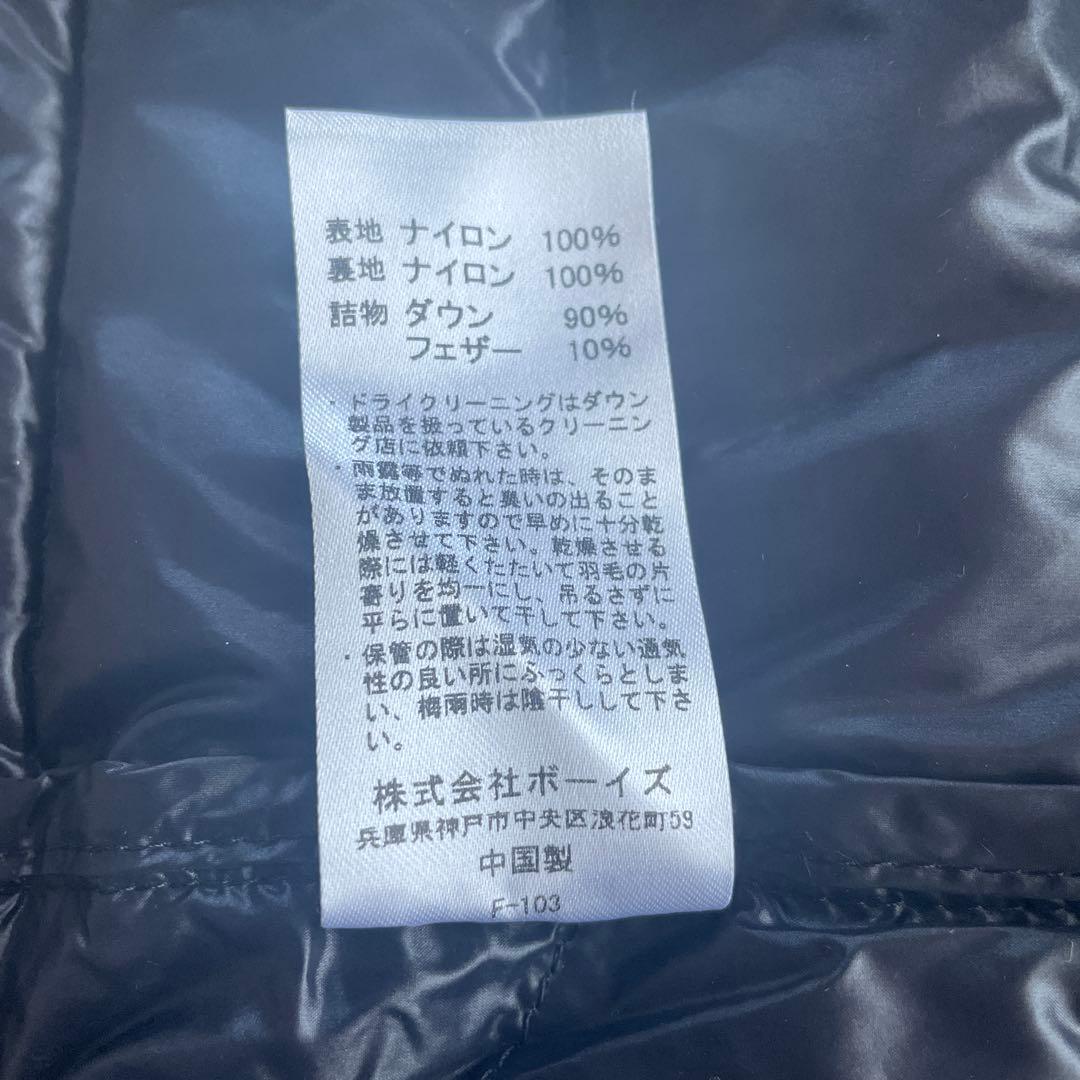 表地 ナイロン 100%
裏地 ナイロン 100%
詰物 ダウン 90%
フェザー 10%
・ドライクリーニングはダウン
製品を扱っているクリーニン
グ店に依頼下さい。
・雨露等でぬれた時は、そのま
ま放置すると臭いの出ること
がありますので早めに十分乾
燥させて下さい。乾燥させる
際には軽くたたいて羽毛の片
寄りを均一にし、吊るさずに
平らに置いて干して下さい。
・保管の際は湿気の少ない通気
性の良い所にふっくらとしま
い、梅雨時は陰干しして下さ
い。
株式会社ボーイズ
兵庫県神戸市中央区浪花町59
中国製
F-103